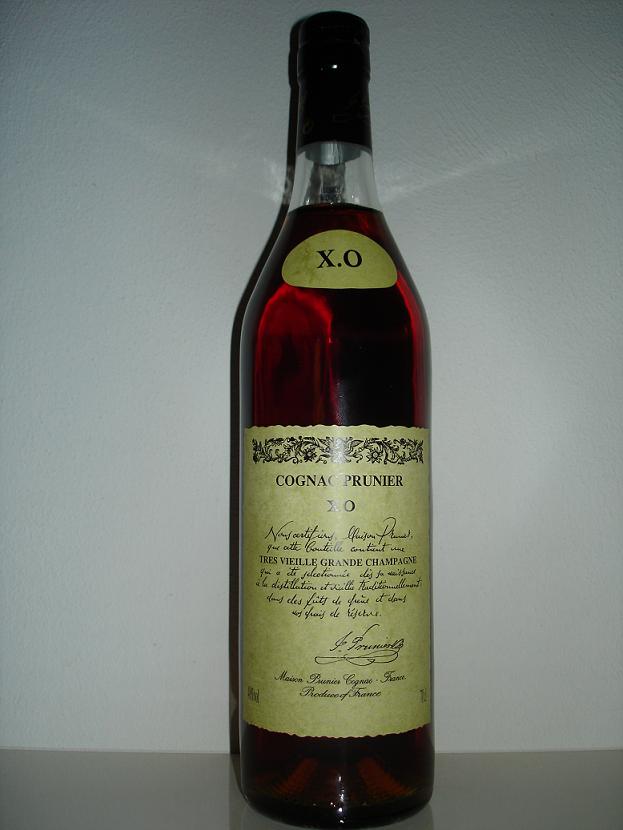 X.O
COGNAC PRUNIER
XO
Nous certifions, Maison Prunier,
que cette bouteille contient une
TRES VIEILLE GRANDE CHAMPAGNE
qui a été sélectionnée dès sa naissance
à la distillation et vieillie traditionnellement
dans des fûts de chêne et dans
nos chais de réserve.
Prunier
Maison Prunier Cognac - France
Produce of France